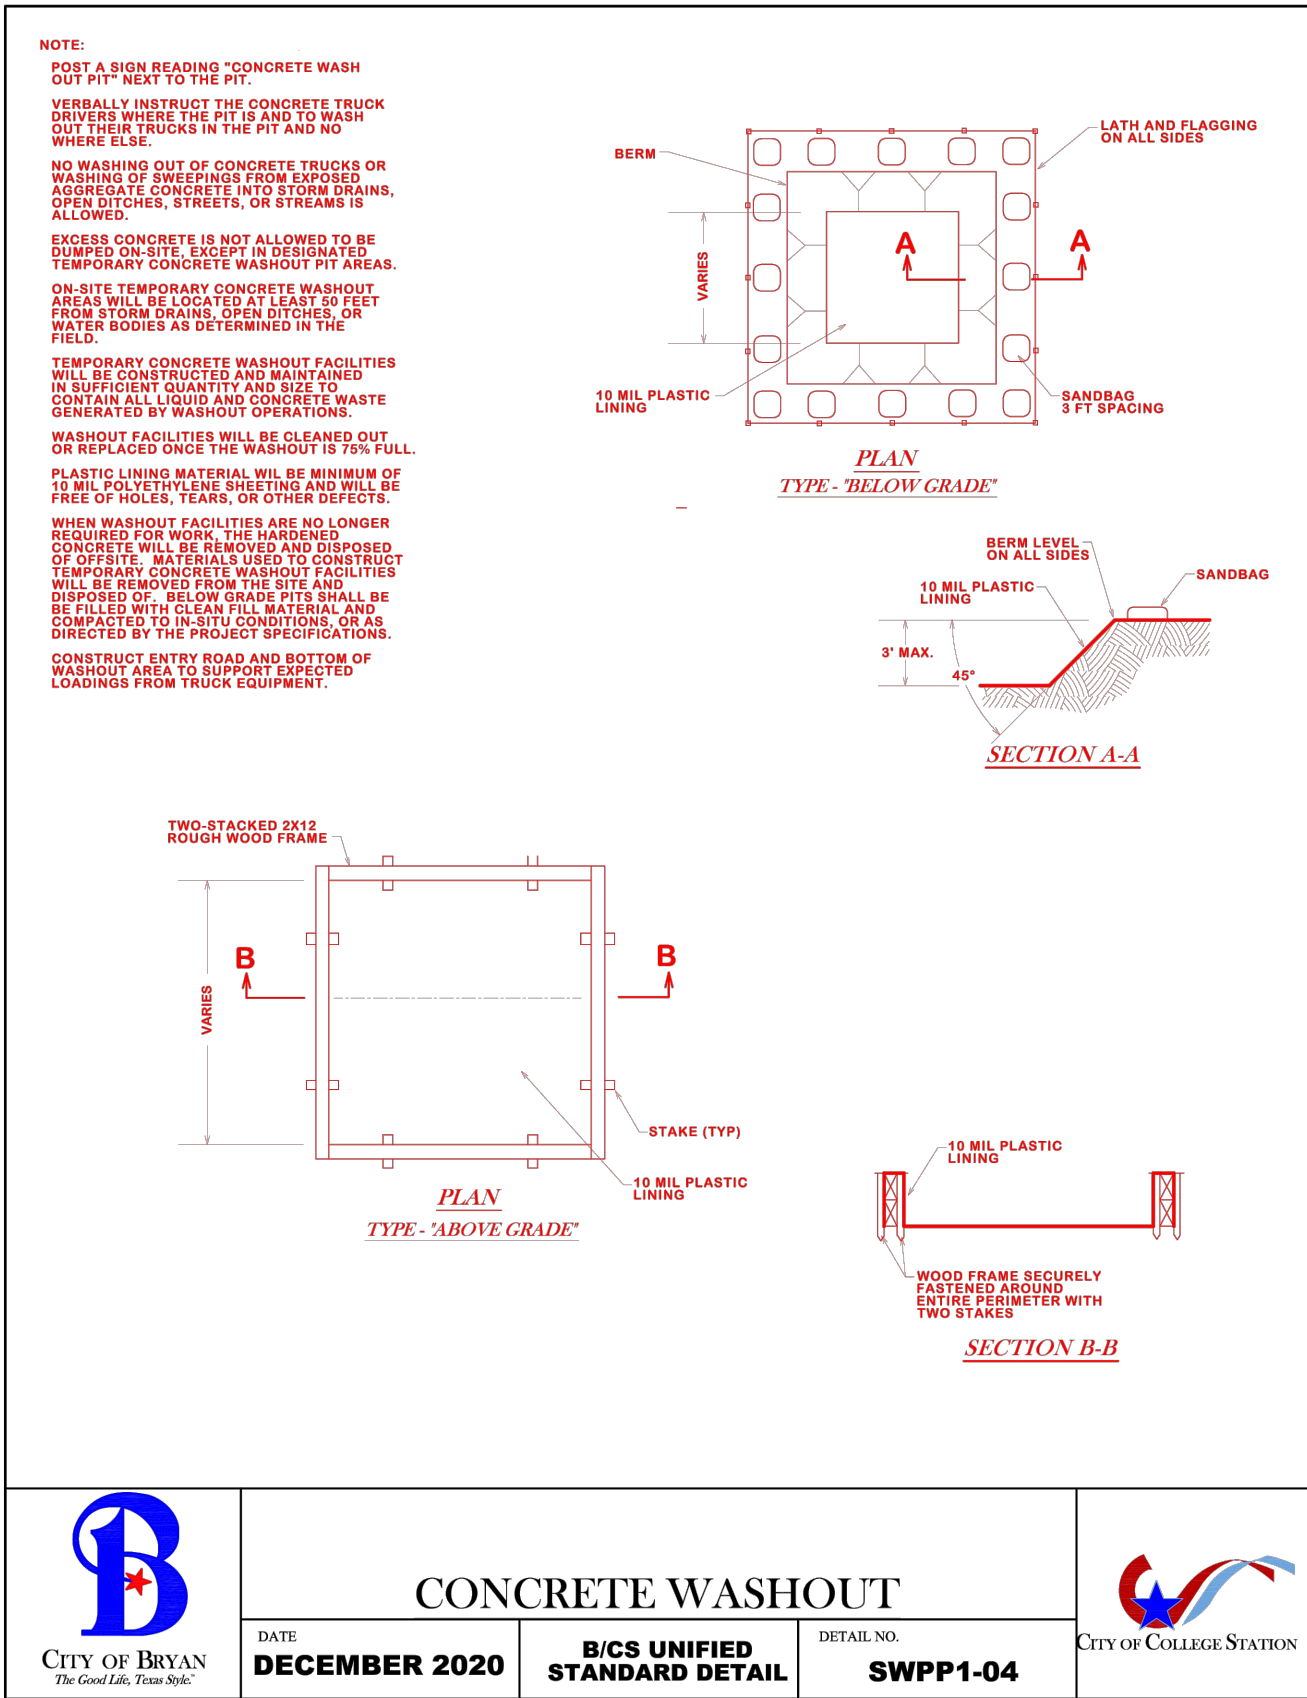 NOTE:
POST A SIGN READING "CONCRETE WASH
OUT PIT" NEXT TO THE PIT.
VERBALLY INSTRUCT THE CONCRETE TRUCK
DRIVERS WHERE THE PIT IS AND TO WASH
OUT THEIR TRUCKS IN THE PIT AND NO
WHERE ELSE.
NO WASHING OUT OF CONCRETE TRUCKS OR
WASHING OF SWEEPINGS FROM EXPOSED
AGGREGATE CONCRETE INTO STORM DRAINS,
OPEN DITCHES, STREETS, OR STREAMS IS
ALLOWED.
EXCESS CONCRETE IS NOT ALLOWED TO BE
DUMPED ON-SITE, EXCEPT IN DESIGNATED
TEMPORARY CONCRETE WASHOUT PIT AREAS.
ON-SITE TEMPORARY CONCRETE WASHOUT
AREAS WILL BE LOCATED AT LEAST 50 FEET
FROM STORM DRAINS, OPEN DITCHES, OR
WATER BODIES AS DETERMINED IN THE
FIELD.
TEMPORARY CONCRETE WASHOUT FACILITIES
WILL BE CONSTRUCTED AND MAINTAINED
IN SUFFICIENT QUANTITY AND SIZE TO
CONTAIN ALL LIQUID AND CONCRETE WASTE
GENERATED BY WASHOUT OPERATIONS.
WASHOUT FACILITIES WILL BE CLEANED OUT
OR REPLACED ONCE THE WASHOUT IS 75% FULL.
PLASTIC LINING MATERIAL WIL BE MINIMUM OF
10 MIL POLYETHYLENE SHEETING AND WILL BE
FREE OF HOLES, TEARS, OR OTHER DEFECTS.
WHEN WASHOUT FACILITIES ARE NO LONGER
REQUIRED FOR WORK, THE HARDENED
CONCRETE WILL BE REMOVED AND DISPOSED
OF OFFSITE. MATERIALS USED TO CONSTRUCT
TEMPORARY CONCRETE WASHOUT FACILITIES
WILL BE REMOVED FROM THE SITE AND
DISPOSED OF. BELOW GRADE PITS SHALL BE
BE FILLED WITH CLEAN FILL MATERIAL AND
COMPACTED TO IN-SITU CONDITIONS, OR AS
DIRECTED BY THE PROJECT SPECIFICATIONS.
CONSTRUCT ENTRY ROAD AND BOTTOM OF
WASHOUT AREA TO SUPPORT EXPECTED
LOADINGS FROM TRUCK EQUIPMENT.
BERM
LATH AND FLAGGING
ON ALL SIDES
VARIES
A
A
10 MIL PLASTIC
LINING
SANDBAG
3 FT SPACING
PLAN
TYPE - "BELOW GRADE"
BERM LEVEL
ON ALL SIDES
SANDBAG
10 MIL PLASTIC
LINING
3' MAX.
45°
SECTION A-A
TWO-STACKED 2X12
ROUGH WOOD FRAME
B
B
VARIES
STAKE (TYP)
10 MIL PLASTIC
LINING
PLAN
TYPE - "ABOVE GRADE"
10 MIL PLASTIC
LINING
WOOD FRAME SECURELY
FASTENED AROUND
ENTIRE PERIMETER WITH
TWO STAKES
SECTION B-B
B
CITY OF BRYAN
The Good Life, Texas Style.™
CONCRETE WASHOUT
DATE
DECEMBER 2020
B/CS UNIFIED
STANDARD DETAIL
DETAIL NO.
SWPP1-04
CITY OF COLLEGE STATION